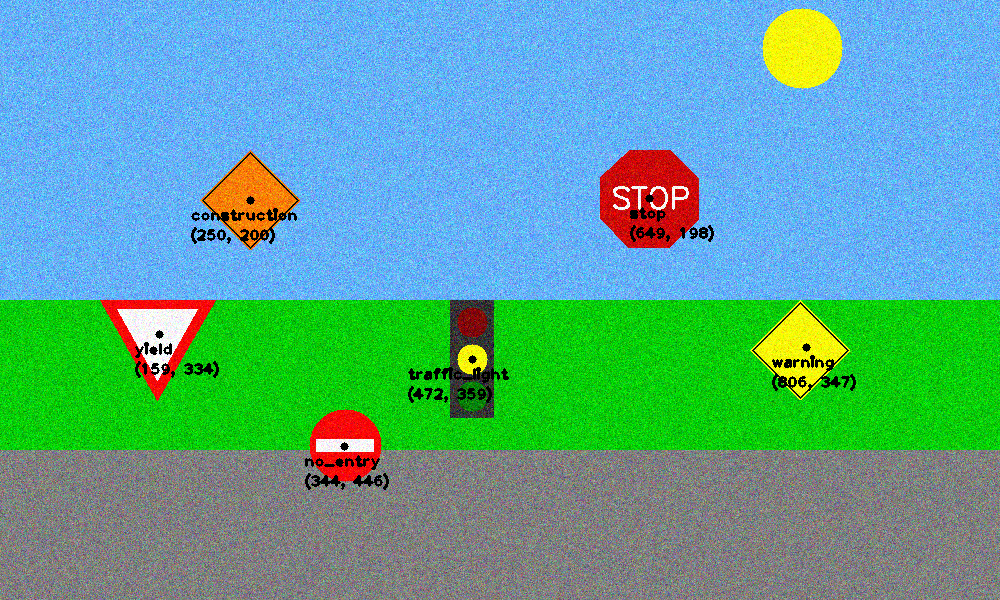 STOP
construction
(250, 200)
stop
(649, 198)
yield
(159, 334)
traffic_light
(472, 359)
warning
(806, 347)
no_entry
(344, 446)